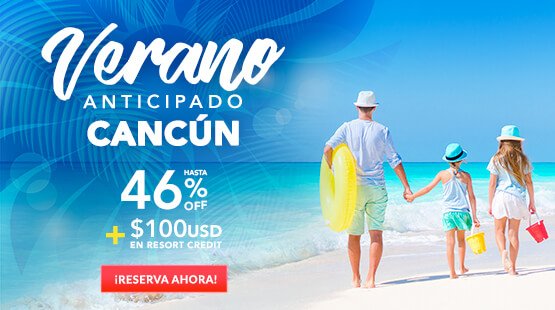 Verano
ANTICIPADO
CANCÚN
HASTA
46%
OFF
+ $100USD
EN RESORT CREDIT
¡RESERVA AHORA!